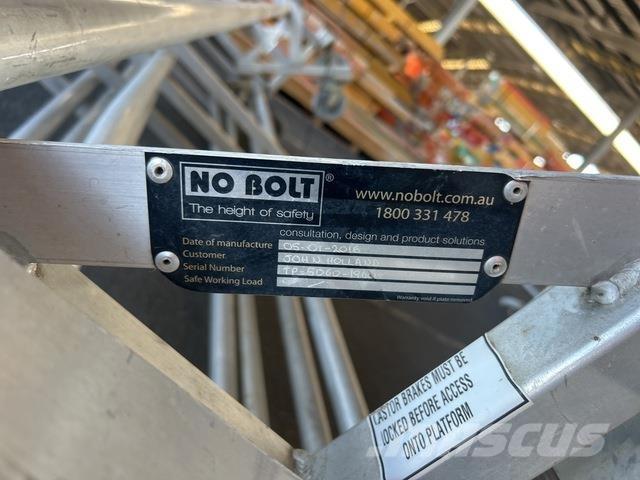 NO BOLT ®
The height of safety
www.nobolt.com.au
1800 331 478
consultation, design and product solutions
Date of manufacture 05-01-2016
Customer JOHN HOLLAND
Serial Number
Safe Working Load
Warranty void if plate removed
CASTOR BRAKES MUST BE
LOCKED BEFORE ACCESS
ONTO PLATFORM